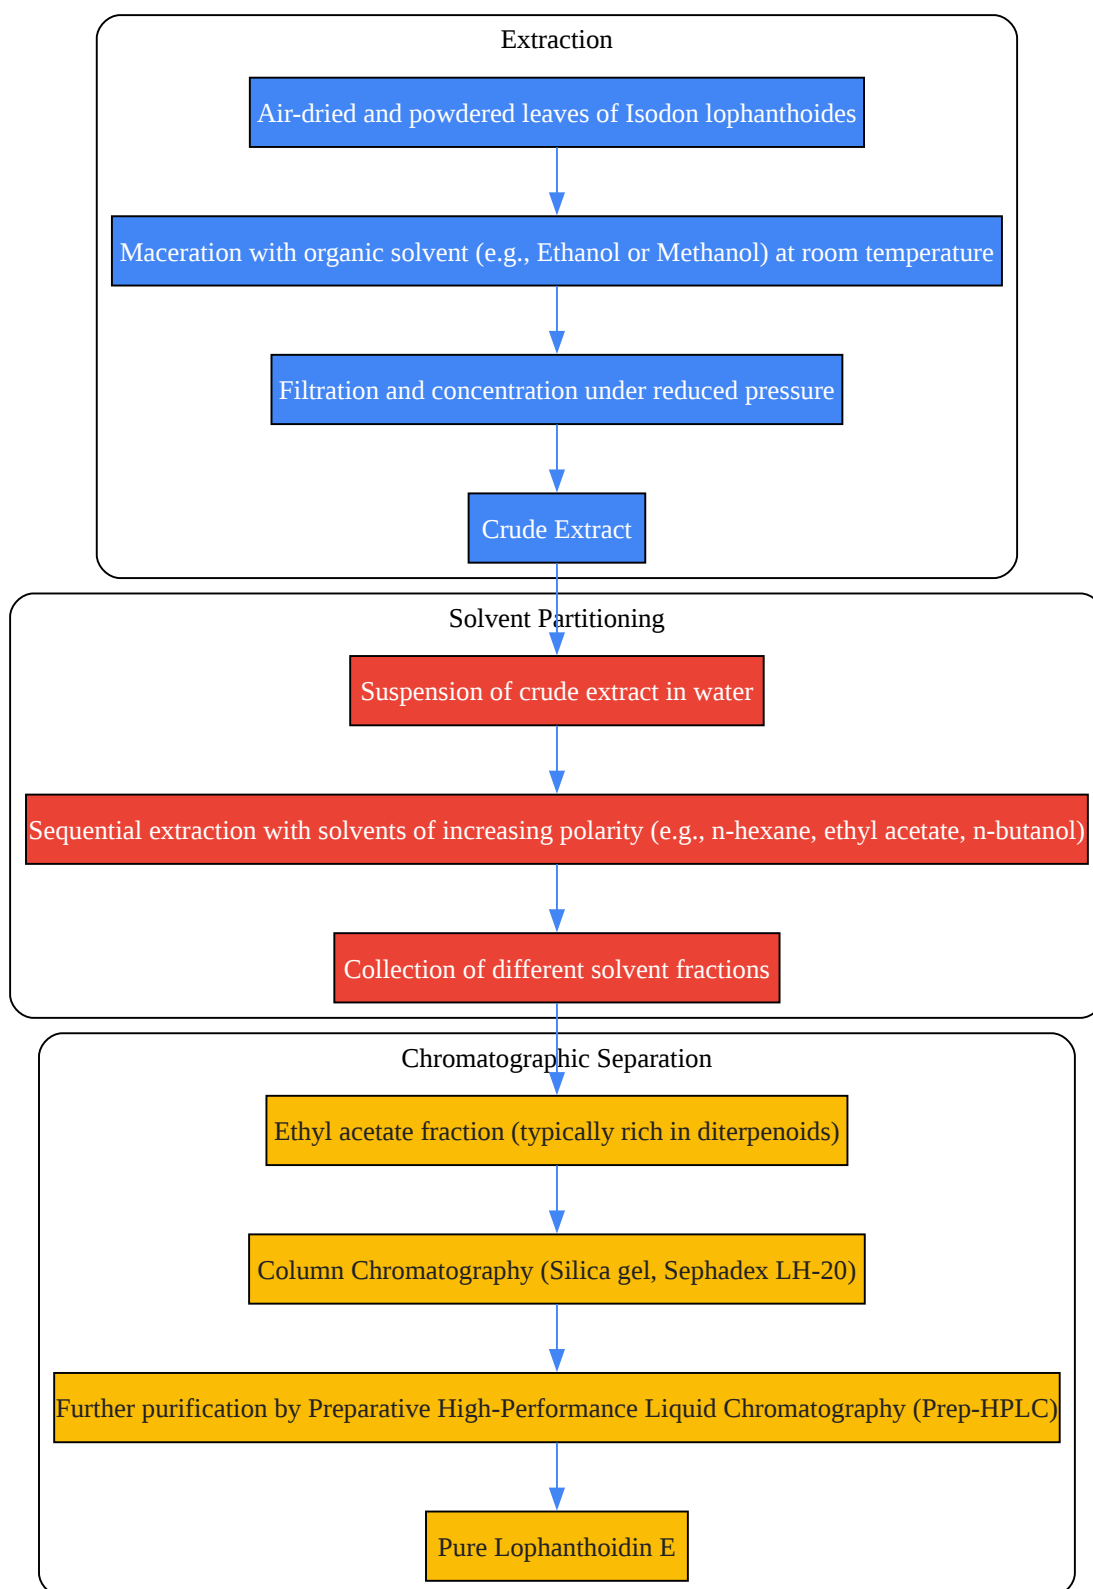 Extraction
Air-dried and powdered leaves of Isodon lophanthoides
Maceration with organic solvent (e.g., Ethanol or Methanol) at room temperature
Filtration and concentration under reduced pressure
Crude Extract
Solvent Partitioning
Suspension of crude extract in water
Sequential extraction with solvents of increasing polarity (e.g., n-hexane, ethyl acetate, n-butanol)
Collection of different solvent fractions
Chromatographic Separation
Ethyl acetate fraction (typically rich in diterpenoids)
Column Chromatography (Silica gel, Sephadex LH-20)
Further purification by Preparative High-Performance Liquid Chromatography (Prep-HPLC)
Pure Lophanthoidin E